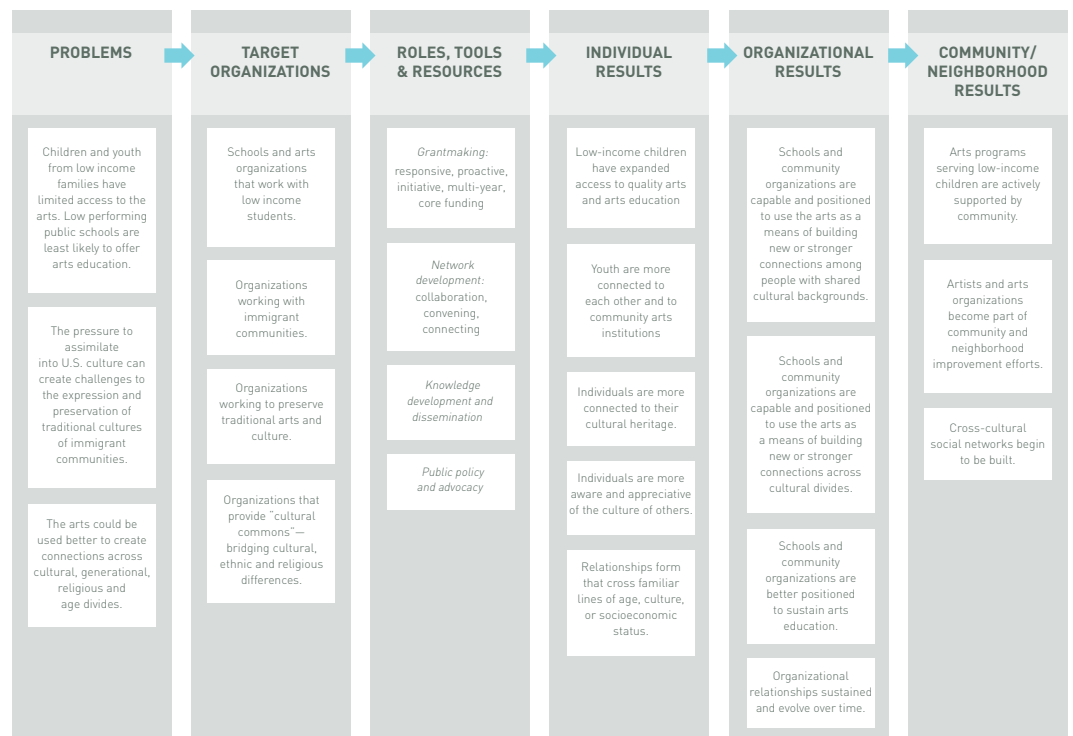 PROBLEMS
Children and youth
from low income
families have
limited access to the
arts. Low performing
public schools are
least likely to offer
arts education.
The pressure to
assimilate
into U.S. culture can
create challenges to
the expression and
preservation of
traditional cultures
of immigrant
communities.
The arts could be
used better to create
connections across
cultural, generational,
religious and
age divides.
TARGET
ORGANIZATIONS
Schools and arts
organizations
that work with
low income
students.
Organizations
working with
immigrant
communities.
Organizations
working to preserve
traditional arts and
culture.
Organizations that
provide “cultural
commons”—
bridging cultural,
ethnic and religious
differences.
ROLES, TOOLS
& RESOURCES
Grantmaking:
responsive, proactive,
initiative, multi-year,
core funding
Network
development:
collaboration,
convening,
connecting
Knowledge
development and
dissemination
Public policy
and advocacy
INDIVIDUAL
RESULTS
Low-income children
have expanded
access to quality arts
and arts education
Youth are more
connected to
each other and to
community arts
institutions
Individuals are more
connected to their
cultural heritage.
Individuals are more
aware and appreciative
of the culture of others.
Relationships form
that cross familiar
lines of age, culture,
or socioeconomic
status.
ORGANIZATIONAL
RESULTS
Schools and
community
organizations are
capable and positioned
to use the arts as a
means of building
new or stronger
connections among
people with shared
cultural backgrounds.
Schools and
community
organizations are
capable and positioned
to use the arts as
a means of building
new or stronger
connections across
cultural divides.
Schools and
community
organizations are
better positioned
to sustain arts
education.
Organizational
relationships sustained
and evolve over time.
COMMUNITY/
NEIGHBORHOOD
RESULTS
Arts programs
serving low-income
children are actively
supported by
community.
Artists and arts
organizations
become part of
community and
neighborhood
improvement efforts.
Cross-cultural
social networks begin
to be built.